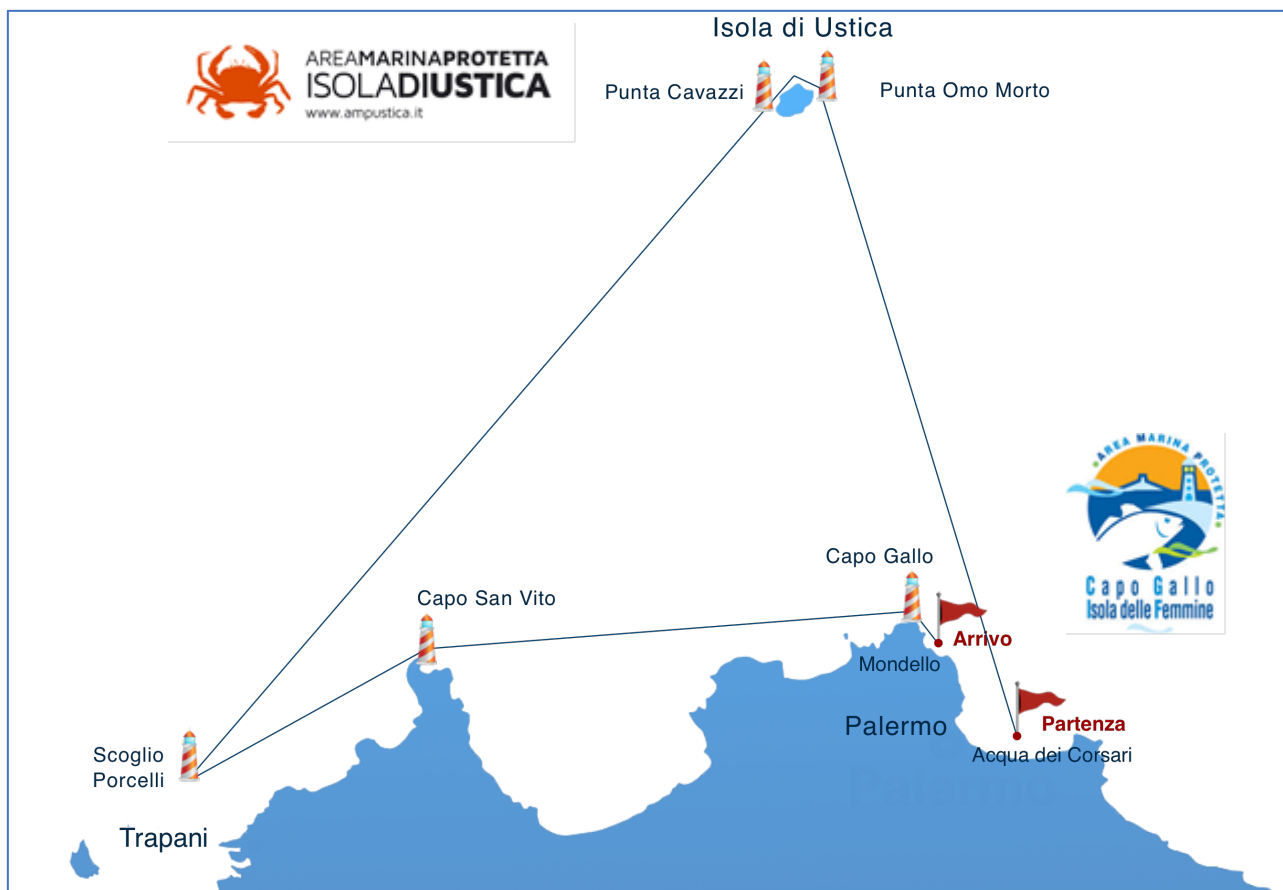 Isola di Ustica
AREAMARINAPROTETTA
ISOLADIUSTICA
www.ampustica.it
Punta Cavazzi
Punta Omo Morto
AREA MARINA PROTETTA
Capo Gallo
Isola delle Femmine
Capo Gallo
Capo San Vito
Arrivo
Mondello
Palermo
Partenza
Acqua dei Corsari
Scoglio
Porcelli
Palermo
Trapani